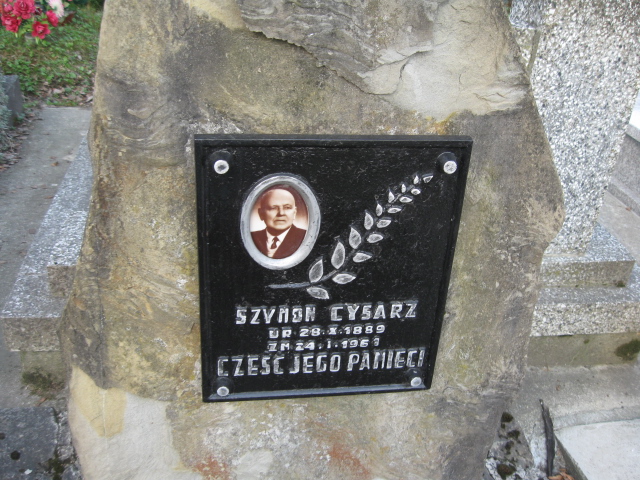 SZYMON CYSARZ
UR 28·X·1889
ZM 24·I·1961
CZEŚĆ JEGO PAMIĘCI